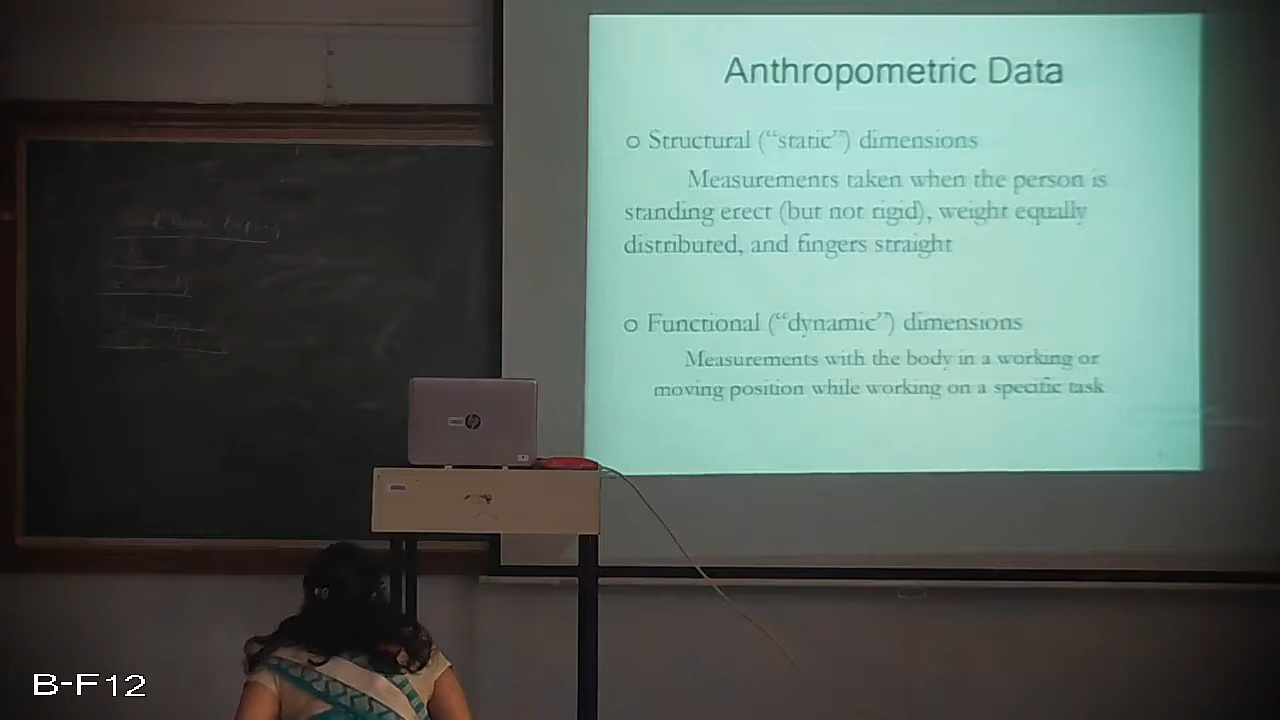 Anthropometric Data
o Structural (“static”) dimensions
Measurements taken when the person is
standing erect (but not rigid), weight equally
distributed, and fingers straight
o Functional (“dynamic”) dimensions
Measurements with the body in a working or
moving position while working on a specific task
hp
B-F12